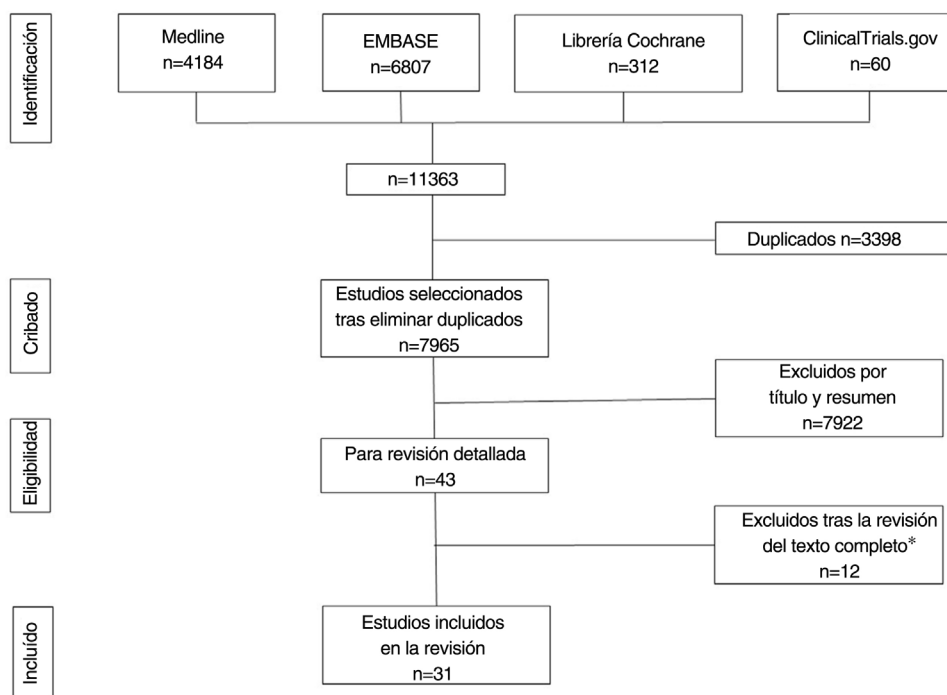 Identificación
Medline
n=4184
EMBASE
n=6807
Librería Cochrane
n=312
ClinicalTrials.gov
n=60
n=11363
Duplicados n=3398
Cribado
Estudios seleccionados
tras eliminar duplicados
n=7965
Excluidos por
título y resumen
n=7922
Eligibilidad
Para revisión detallada
n=43
Excluidos tras la revisión
del texto completo*
n=12
Incluído
Estudios incluidos
en la revisión
n=31